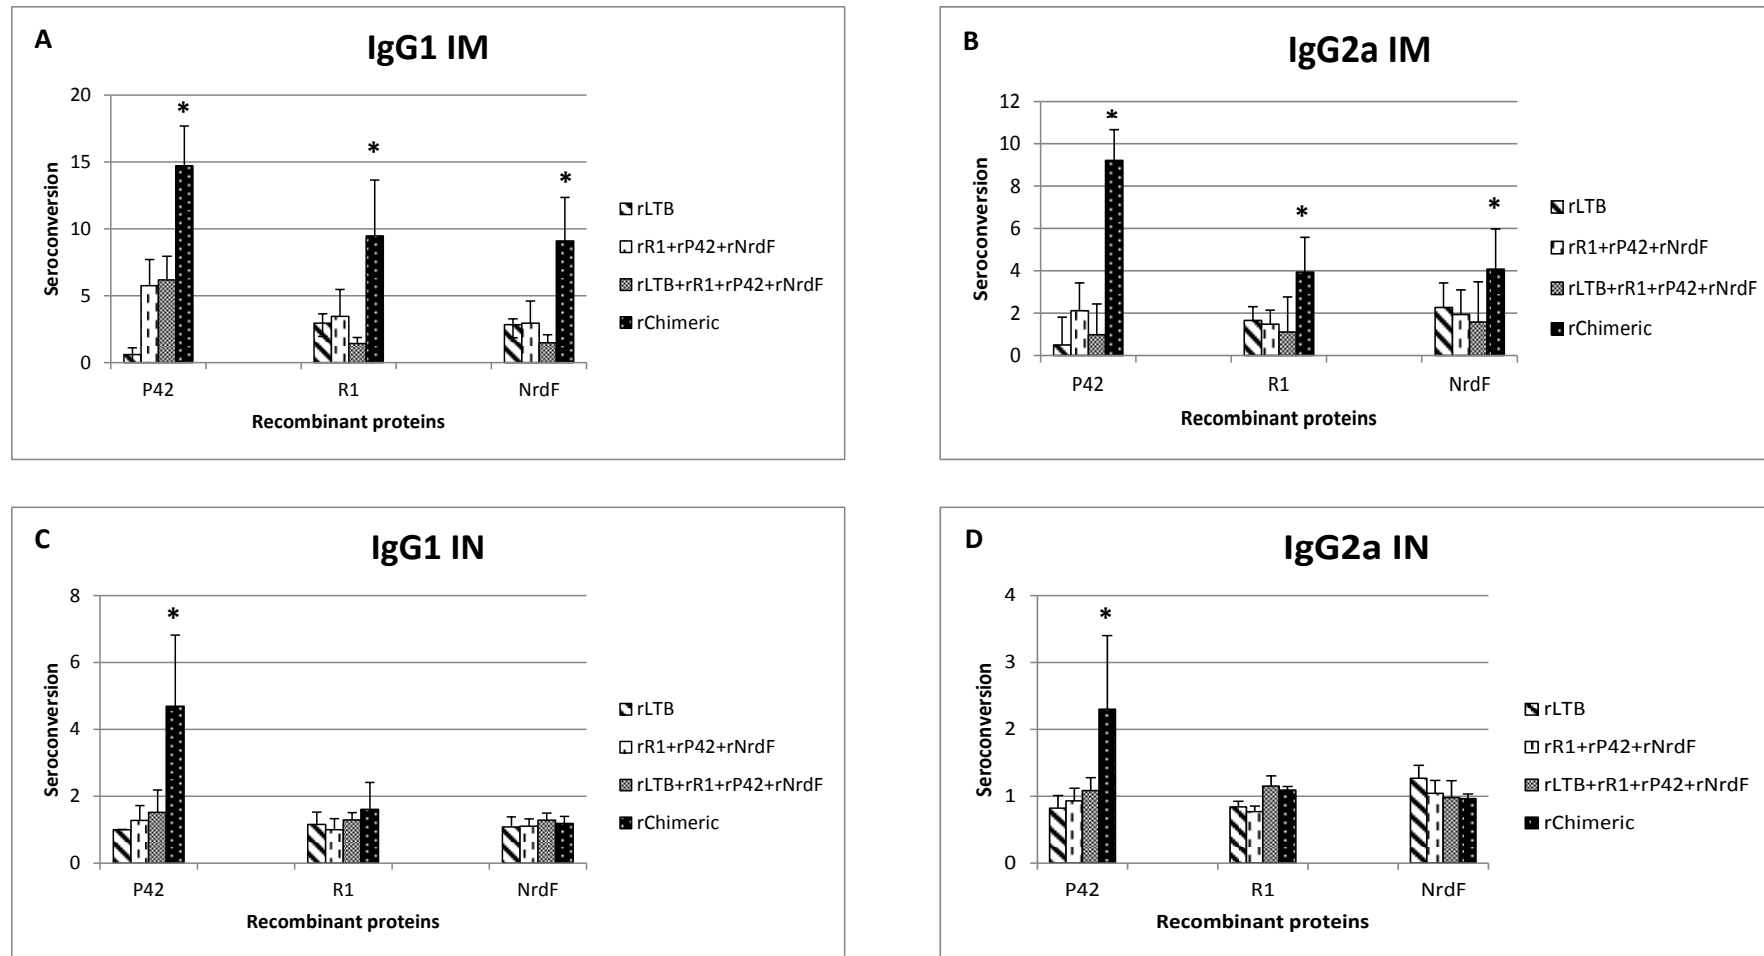 A
IgG1 IM
20
15
10
5
0
Seroconversion
*
*
*
P42
R1
NrdF
Recombinant proteins
rLTB
rR1+rP42+rNrdF
rLTB+rR1+rP42+rNrdF
rChimeric
B
IgG2a IM
12
10
8
6
4
2
0
Seroconversion
*
*
*
P42
R1
NrdF
Recombinant proteins
rLTB
rR1+rP42+rNrdF
rLTB+rR1+rP42+rNrdF
rChimeric
C
IgG1 IN
8
6
4
2
0
Seroconversion
*
P42
R1
NrdF
Recombinant proteins
rLTB
rR1+rP42+rNrdF
rLTB+rR1+rP42+rNrdF
rChimeric
D
IgG2a IN
4
3
2
1
0
Seroconversion
*
P42
R1
NrdF
Recombinant proteins
rLTB
rR1+rP42+rNrdF
rLTB+rR1+rP42+rNrdF
rChimeric